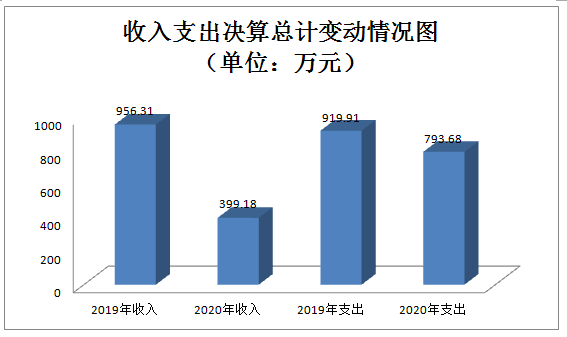 收入支出决算总计变动情况图
（单位：万元）
956.31
919.91
793.68
399.18
1000
800
600
400
200
0
2019年收入
2020年收入
2019年支出
2020年支出